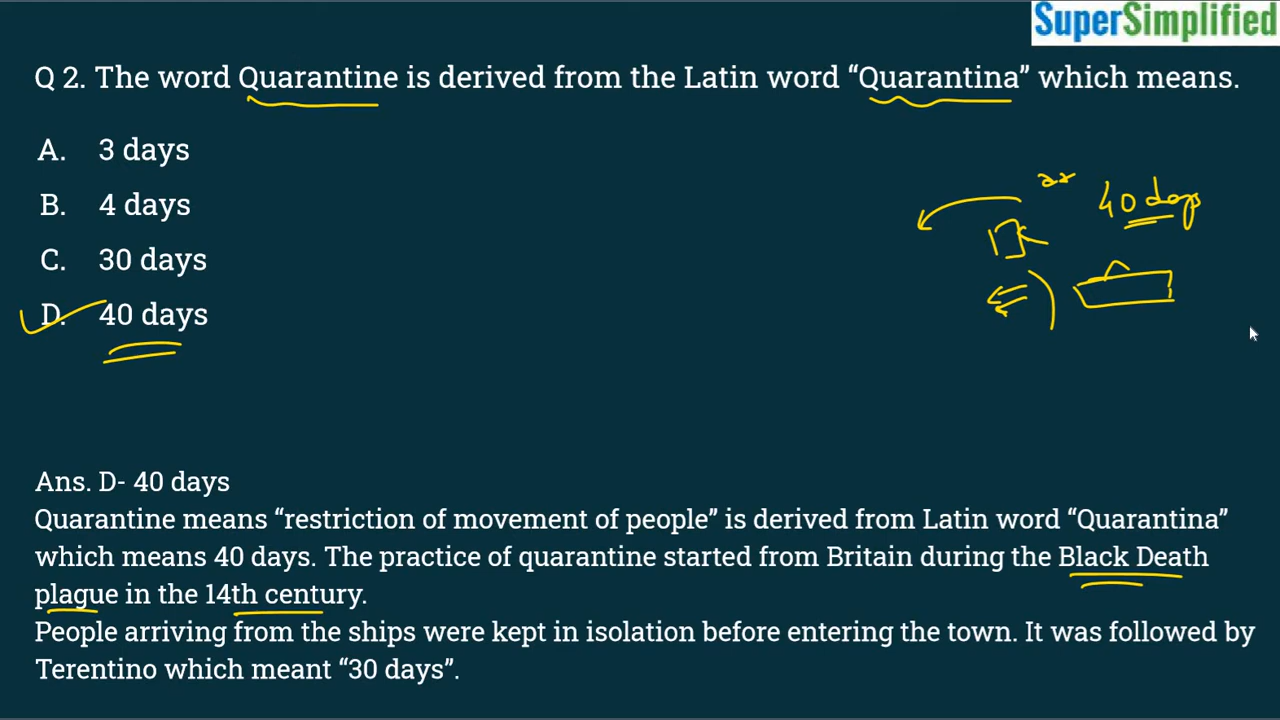 SuperSimplified
Q 2. The word Quarantine is derived from the Latin word “Quarantina” which means.
A. 3 days
B. 4 days
40 days
C. 30 days
D. 40 days
Ans. D- 40 days
Quarantine means “restriction of movement of people” is derived from Latin word “Quarantina”
which means 40 days. The practice of quarantine started from Britain during the Black Death
plague in the 14th century.
People arriving from the ships were kept in isolation before entering the town. It was followed by
Terentino which meant “30 days”.